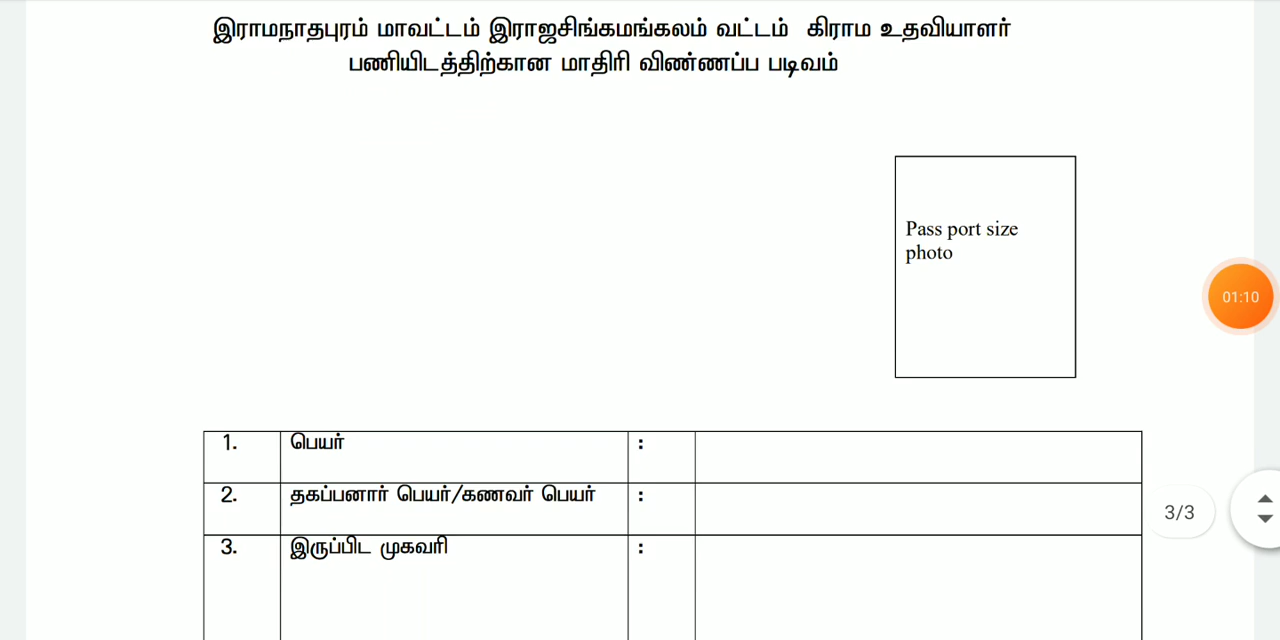 இராமநாதபுரம் மாவட்டம் இராஜசிங்கமங்கலம் வட்டம் கிராம உதவியாளர்
பணியிடத்திற்கான மாதிரி விண்ணப்ப படிவம்
Pass port size
photo
01:10
1. பெயர் :
2. தகப்பனார் பெயர்/கணவர் பெயர் :
3/3
3. இருப்பிட முகவரி :